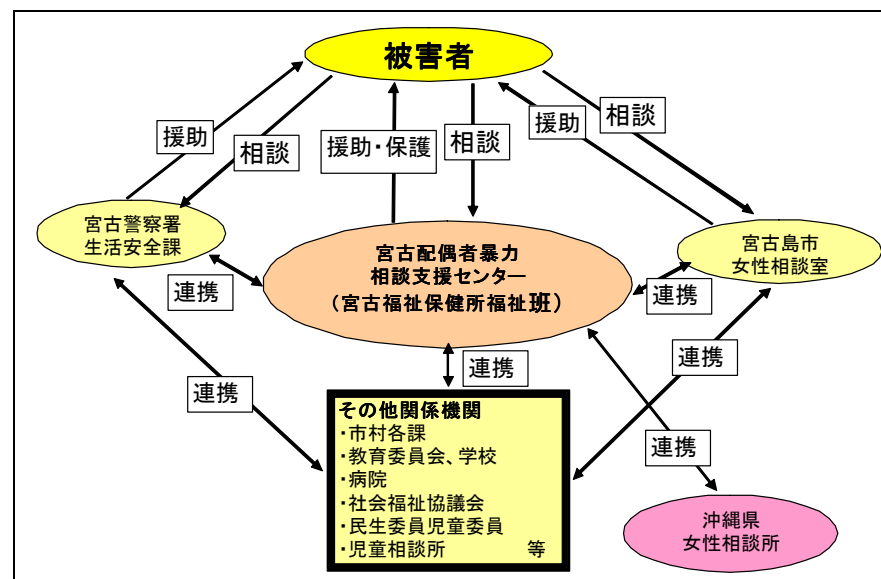 被害者
援助
相談
援助・保護
相談
援助
相談
宮古警察署
生活安全課
宮古配偶者暴力
相談支援センター
(宮古福祉保健所福祉班)
宮古島市
女性相談室
連携
連携
連携
連携
連携
連携
その他関係機関
・市村各課
・教育委員会、学校
・病院
・社会福祉協議会
・民生委員児童委員
・児童相談所 等
沖縄県
女性相談所